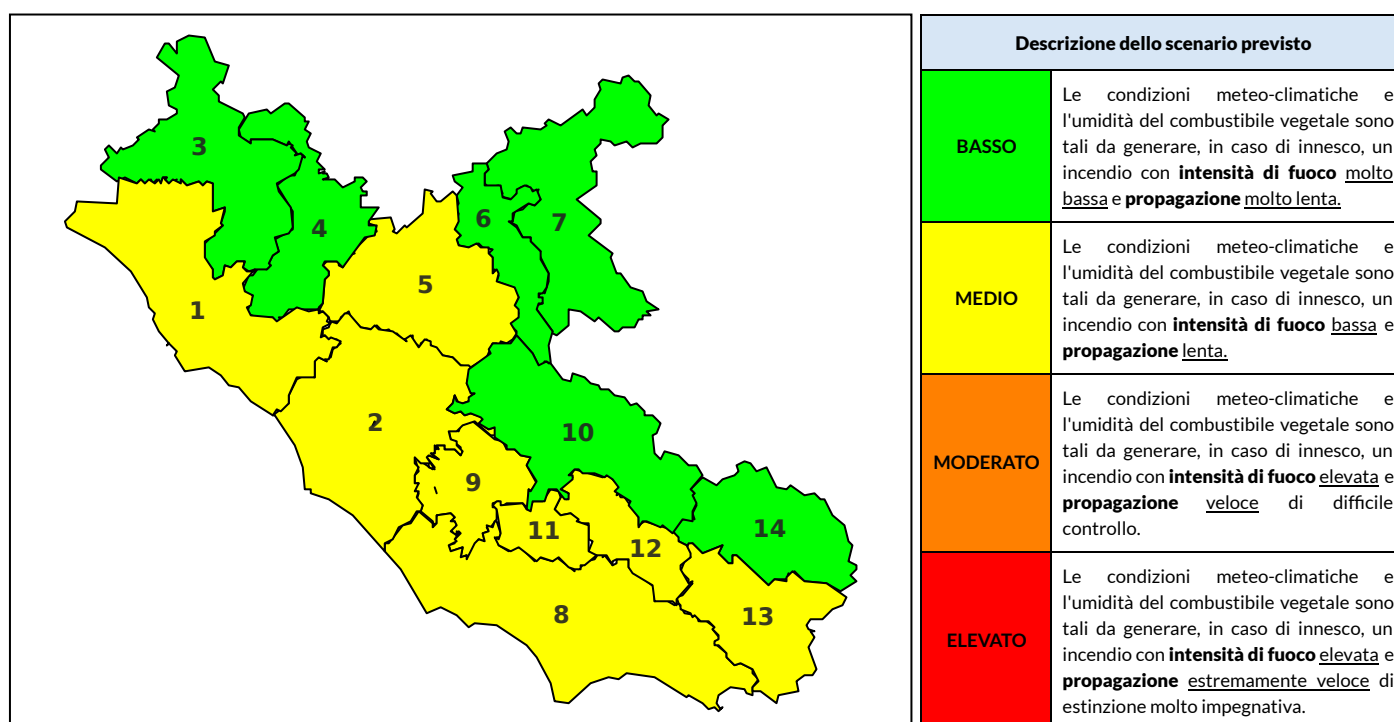 3
4
6
7
5
1
2
10
9
11
12
14
8
13
Descrizione dello scenario previsto
BASSO
Le condizioni meteo-climatiche e
l'umidità del combustibile vegetale sono
tali da generare, in caso di innesco, un
incendio con intensità di fuoco molto
bassa e propagazione molto lenta.
MEDIO
Le condizioni meteo-climatiche e
l'umidità del combustibile vegetale sono
tali da generare, in caso di innesco, un
incendio con intensità di fuoco bassa e
propagazione lenta.
MODERATO
Le condizioni meteo-climatiche e
l'umidità del combustibile vegetale sono
tali da generare, in caso di innesco, un
incendio con intensità di fuoco elevata e
propagazione veloce di difficile
controllo.
ELEVATO
Le condizioni meteo-climatiche e
l'umidità del combustibile vegetale sono
tali da generare, in caso di innesco, un
incendio con intensità di fuoco elevata e
propagazione estremamente veloce di
estinzione molto impegnativa.